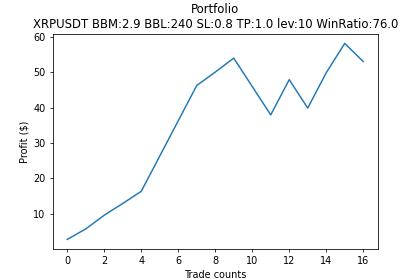 Portfolio
XRPUSDT BBM:2.9 BBL:240 SL:0.8 TP:1.0 lev:10 WinRatio:76.0
60
50
40
30
20
10
Profit ($)
0 2 4 6 8 10 12 14 16
Trade counts